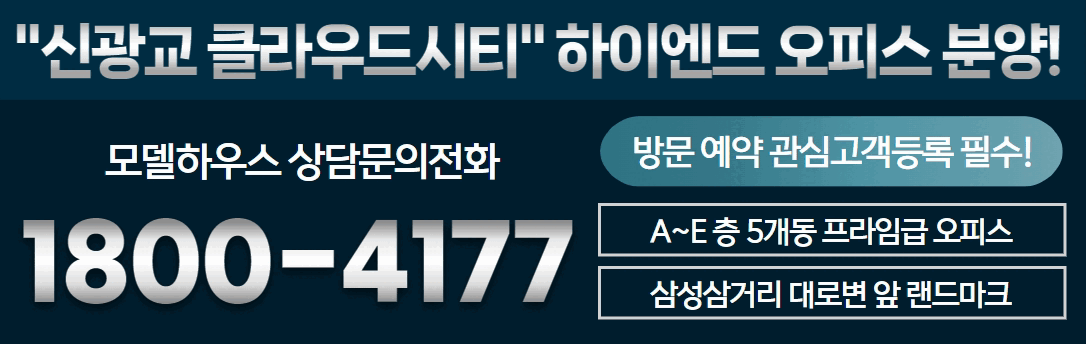 "신광교 클라우드시티" 하이엔드 오피스 분양!
모델하우스 상담문의전화
1800-4177
방문 예약 관심고객등록 필수!
A~E 층 5개동 프라임급 오피스
삼성삼거리 대로변 앞 랜드마크